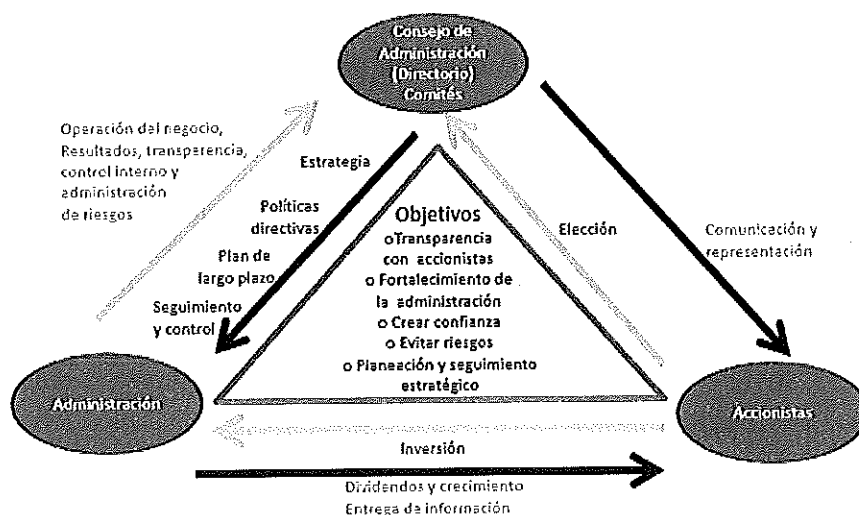 Consejo de
Administración
(Directorio)
Comités
Operación del negocio,
Resultados, transparencia,
control interno y
administración
de riesgos
Estrategia
Políticas
directivas
Plan de
largo plazo
Seguimiento
y control
Objetivos
o Transparencia
con accionistas
o Fortalecimiento de
la administración
o Crear confianza
o Evitar riesgos
o Planeación y seguimiento
estratégico
Elección
Comunicación y
representación
Administración
Accionistas
Inversión
Dividendos y crecimiento
Entrega de información